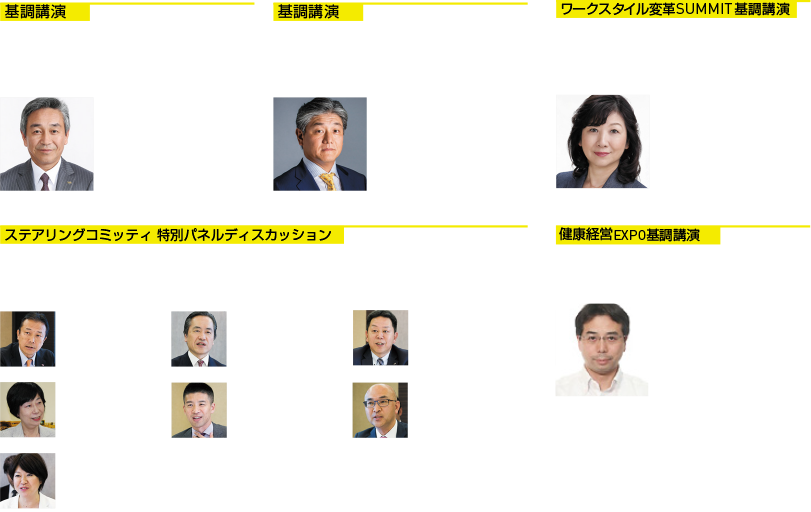 基調講演
基調講演
ワークスタイル変革SUMMIT 基調講演
ステアリングコミッティ 特別パネルディスカッション
健康経営EXPO基調講演